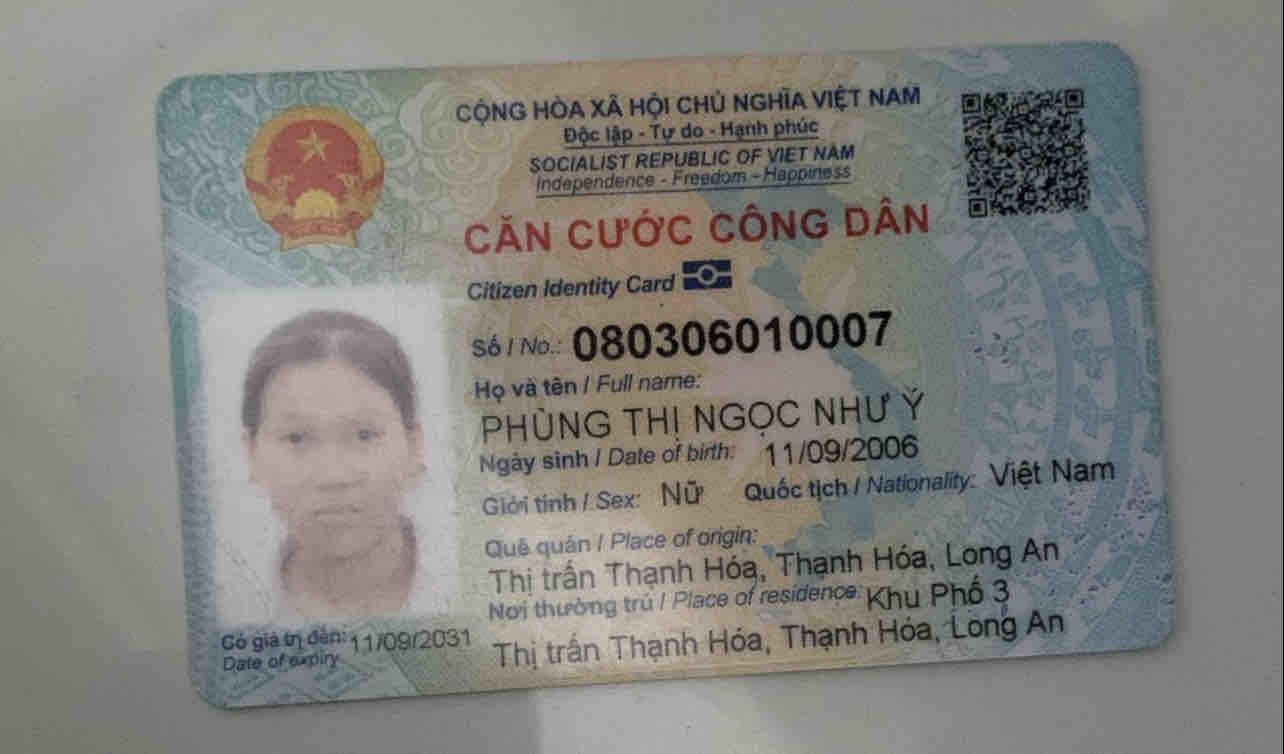 CỘNG HÒA XÃ HỘI CHỦ NGHĨA VIỆT NAM
Độc lập - Tự do - Hạnh phúc
SOCIALIST REPUBLIC OF VIET NAM
Independence - Freedom - Happiness
CĂN CƯỚC CÔNG DÂN
Citizen Identity Card
Số / No.: 080306010007
Họ và tên / Full name:
PHÙNG THỊ NGỌC NHƯ Ý
Ngày sinh / Date of birth: 11/09/2006
Giới tính / Sex: Nữ Quốc tịch / Nationality: Việt Nam
Quê quán / Place of origin:
Thị trấn Thạnh Hóa, Thạnh Hóa, Long An
Nơi thường trú / Place of residence: Khu Phố 3
Thị trấn Thạnh Hóa, Thạnh Hóa, Long An
Có giá trị đến: 11/09/2031
Date of expiry